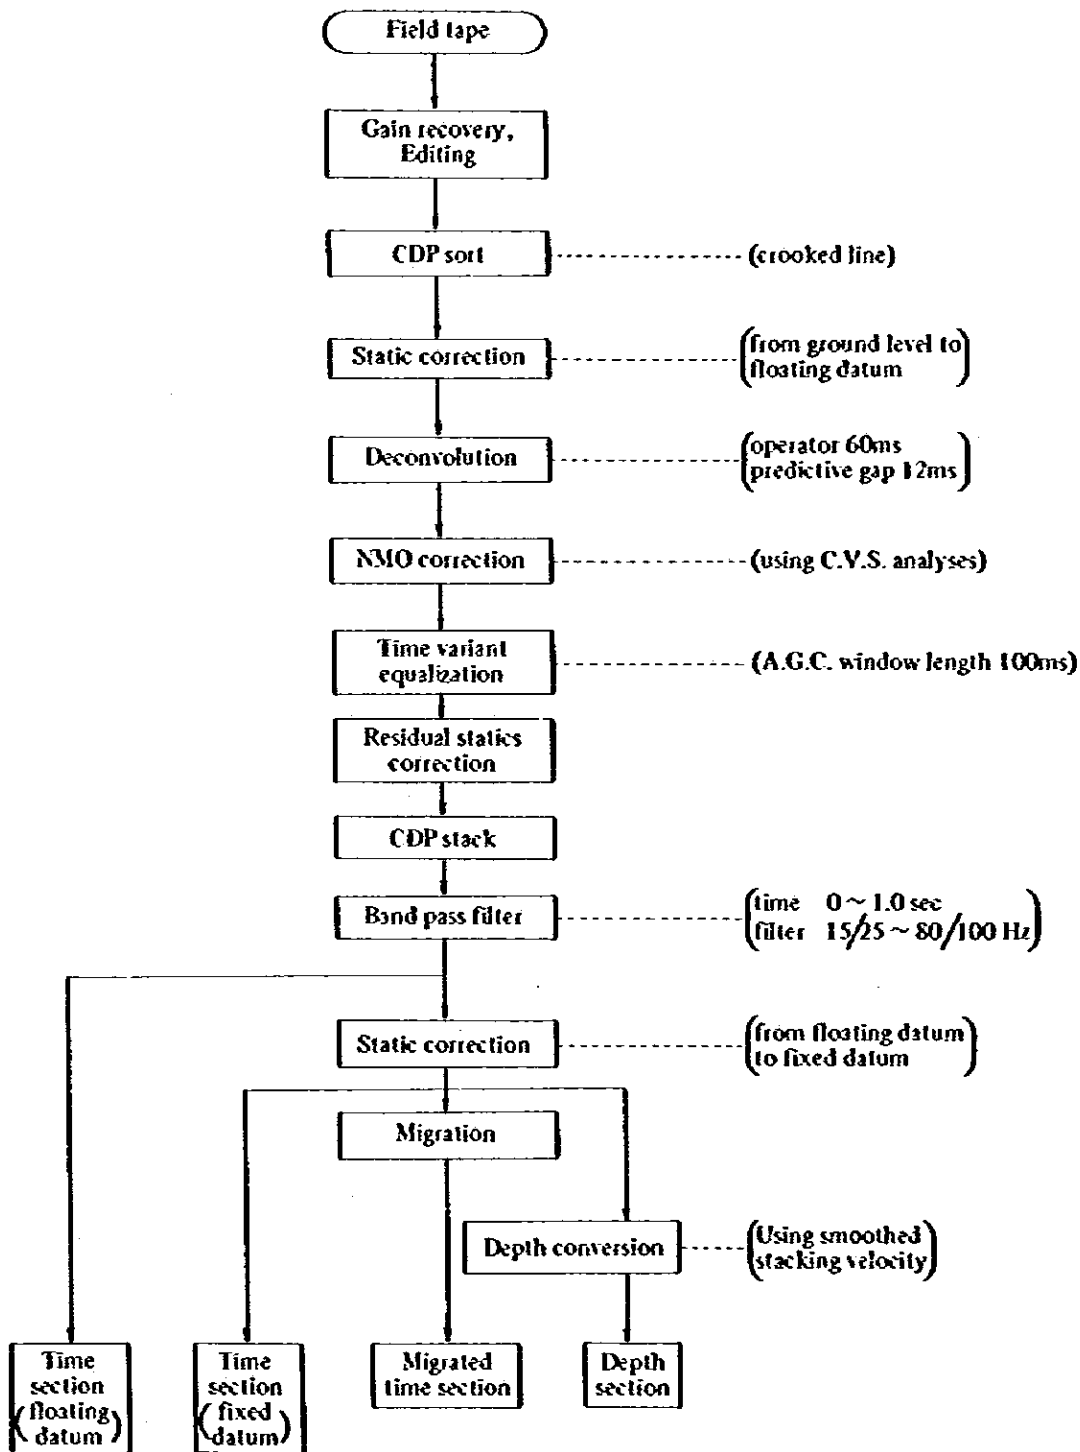 Field tape
Gain recovery,
Editing
CDP sort
(crooked line)
Static correction
(from ground level to
floating datum)
Deconvolution
(operator 60ms
predictive gap 12ms)
NMO correction
(using C.V.S. analyses)
Time variant
equalization
(A.G.C. window length 100ms)
Residual statics
correction
CDP stack
Band pass filter
(time 0 ~ 1.0 sec
filter 15/25 ~ 80/100 Hz)
Static correction
(from floating datum
to fixed datum)
Migration
Depth conversion
(Using smoothed
stacking velocity)
Time
section
(floating
datum)
Time
section
(fixed
datum)
Migrated
time section
Depth
section